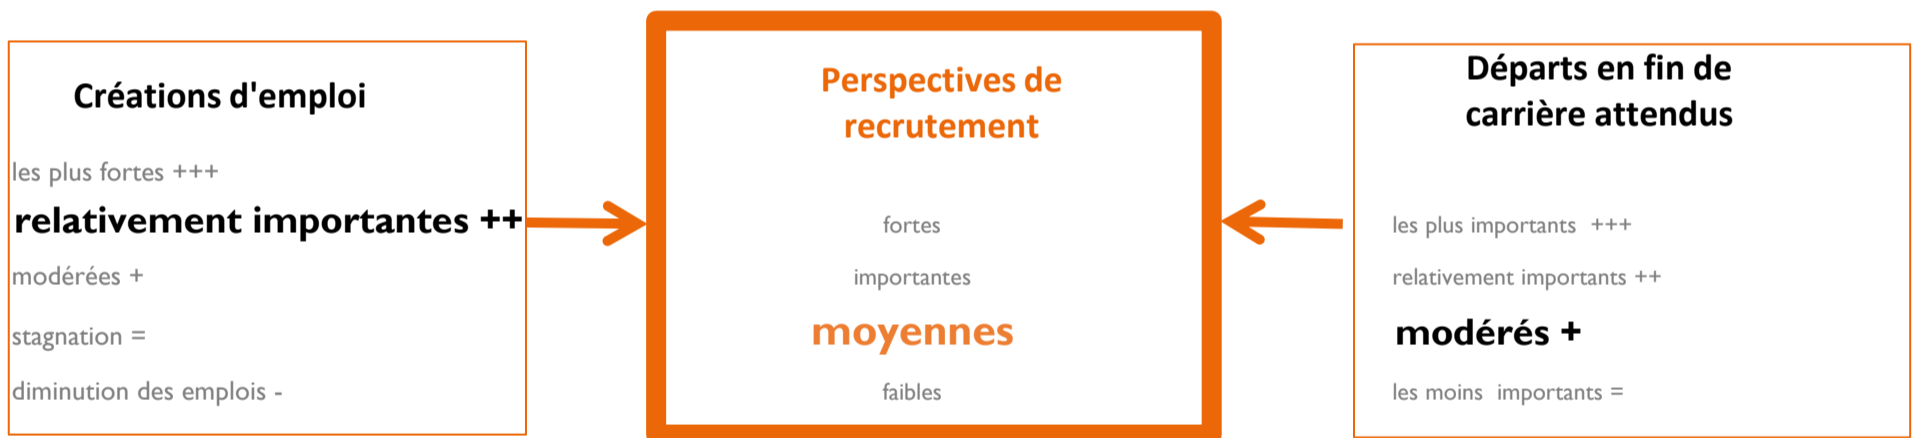 Créations d'emploi
les plus fortes +++
relativement importantes ++
modérées +
stagnation =
diminution des emplois -
Perspectives de
recrutement
fortes
importantes
moyennes
faibles
Départs en fin de
carrière attendus
les plus importants +++
relativement importants ++
modérés +
les moins importants =